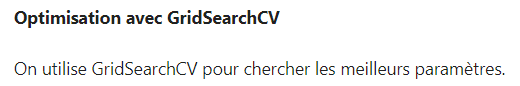 Optimisation avec GridSearchCV
On utilise GridSearchCV pour chercher les meilleurs paramètres.